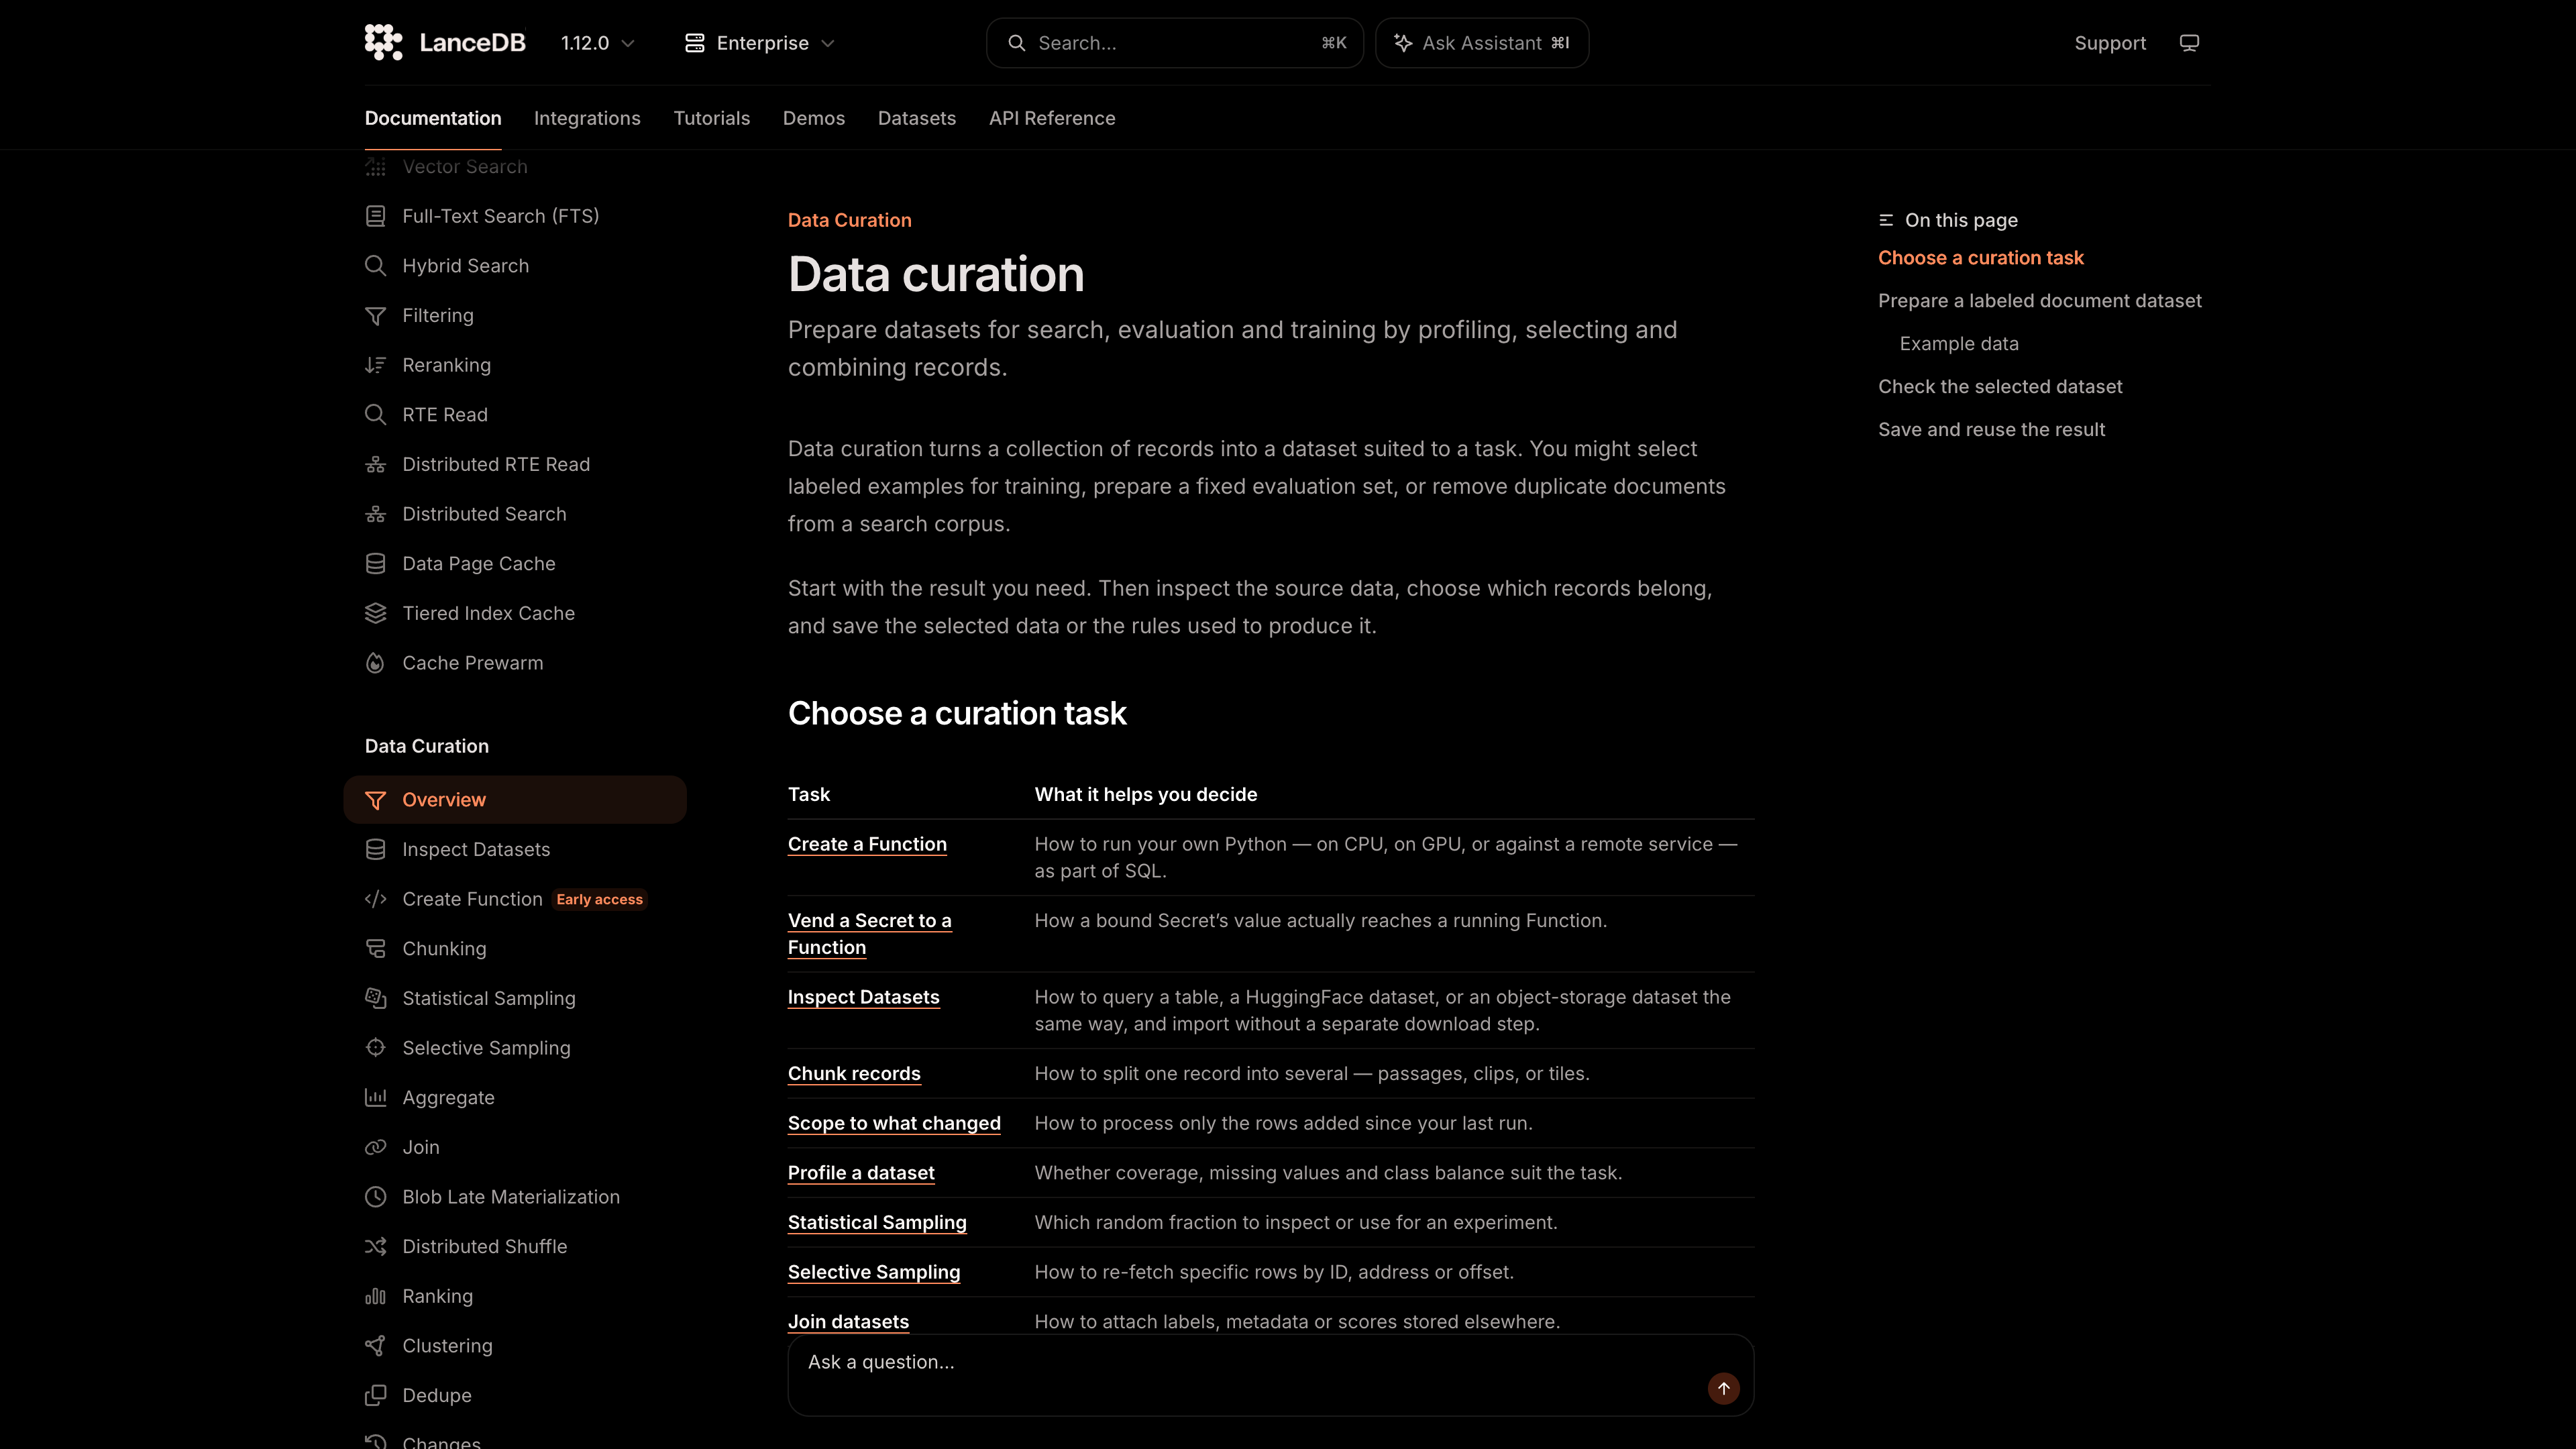 LanceDB
1.12.0
Enterprise
Search...
⌘K
Ask Assistant ⌘I
Support
Documentation
Integrations
Tutorials
Demos
Datasets
API Reference
Vector Search
Full-Text Search (FTS)
Hybrid Search
Filtering
Reranking
RTE Read
Distributed RTE Read
Distributed Search
Data Page Cache
Tiered Index Cache
Cache Prewarm
Data Curation
Overview
Inspect Datasets
Create Function Early access
Chunking
Statistical Sampling
Selective Sampling
Aggregate
Join
Blob Late Materialization
Distributed Shuffle
Ranking
Clustering
Dedupe
Changes
Data Curation
Data curation
Prepare datasets for search, evaluation and training by profiling, selecting and
combining records.
Data curation turns a collection of records into a dataset suited to a task. You might select
labeled examples for training, prepare a fixed evaluation set, or remove duplicate documents
from a search corpus.
Start with the result you need. Then inspect the source data, choose which records belong,
and save the selected data or the rules used to produce it.
Choose a curation task
Task
What it helps you decide
Create a Function
How to run your own Python — on CPU, on GPU, or against a remote service —
as part of SQL.
Vend a Secret to a
Function
How a bound Secret’s value actually reaches a running Function.
Inspect Datasets
How to query a table, a HuggingFace dataset, or an object-storage dataset the
same way, and import without a separate download step.
Chunk records
How to split one record into several — passages, clips, or tiles.
Scope to what changed
How to process only the rows added since your last run.
Profile a dataset
Whether coverage, missing values and class balance suit the task.
Statistical Sampling
Which random fraction to inspect or use for an experiment.
Selective Sampling
How to re-fetch specific rows by ID, address or offset.
Join datasets
How to attach labels, metadata or scores stored elsewhere.
Ask a question...
On this page
Choose a curation task
Prepare a labeled document dataset
Example data
Check the selected dataset
Save and reuse the result